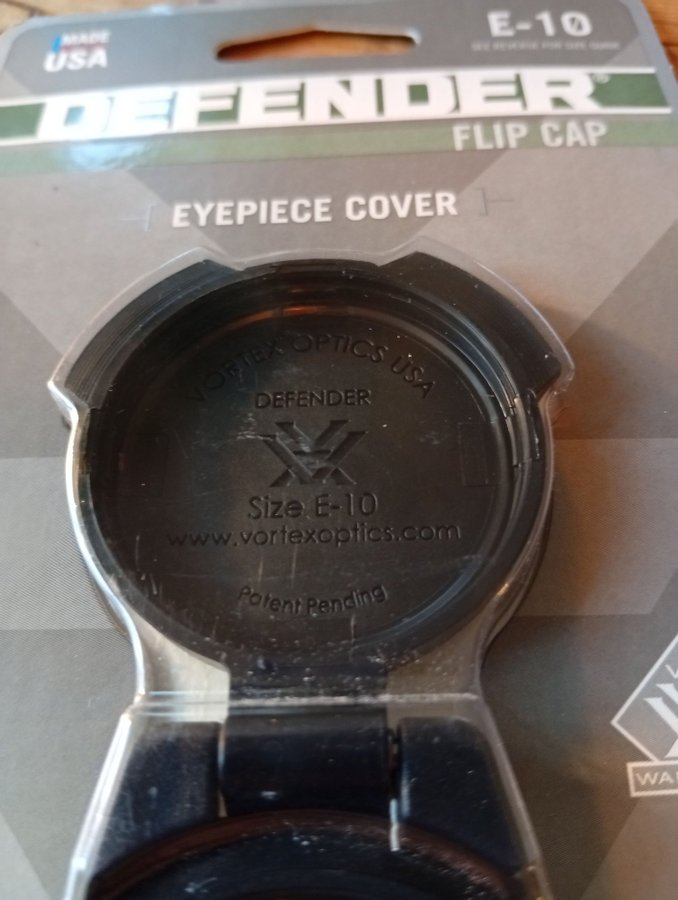 MADE
USA
E-10
SEE REVERSE FOR SIZE GUIDE
DEFENDER®
FLIP CAP
EYEPIECE COVER
VORTEX OPTICS USA
DEFENDER
Size E-10
www.vortexoptics.com
Patent Pending